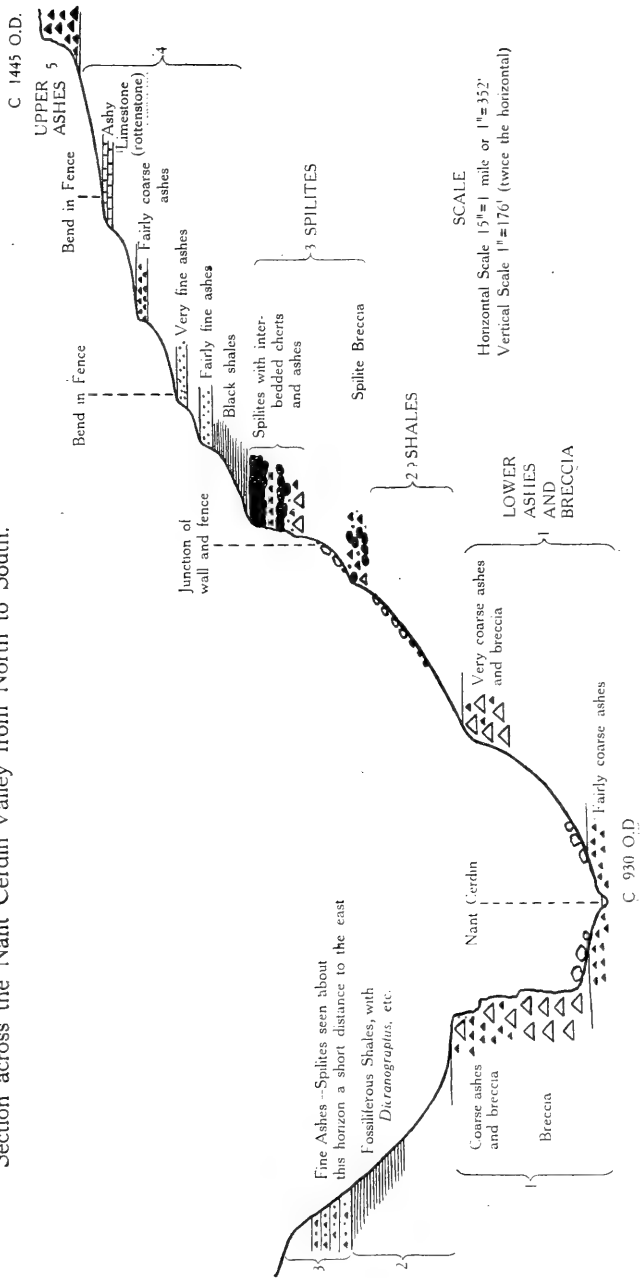 Section across the Nant Cerdin Valley from North to South.
C 1445 O.D.
UPPER
ASHES 5
4
Bend in Fence
Ashy
Limestone
(rottenstone)
Fairly coarse
ashes
Bend in Fence
Very fine ashes
Fairly fine ashes
Black shales
3 SPILITES
Spilites with inter-
bedded cherts
and ashes
Junction of
wall and fence
Spilite Breccia
2 ? SHALES
SCALE
Horizontal Scale 15"=1 mile or 1"=352'
Vertical Scale 1"=176' (twice the horizontal)
LOWER
ASHES
AND
BRECCIA
1
Very coarse ashes
and breccia
Fairly coarse ashes
Nant Cerdin
C 930 O.D
Fine Ashes--Spilites seen about
this horizon a short distance to the east
Fossiliferous Shales, with
Dicranograptus, etc.
Coarse ashes
and breccia
Breccia
1
2
3